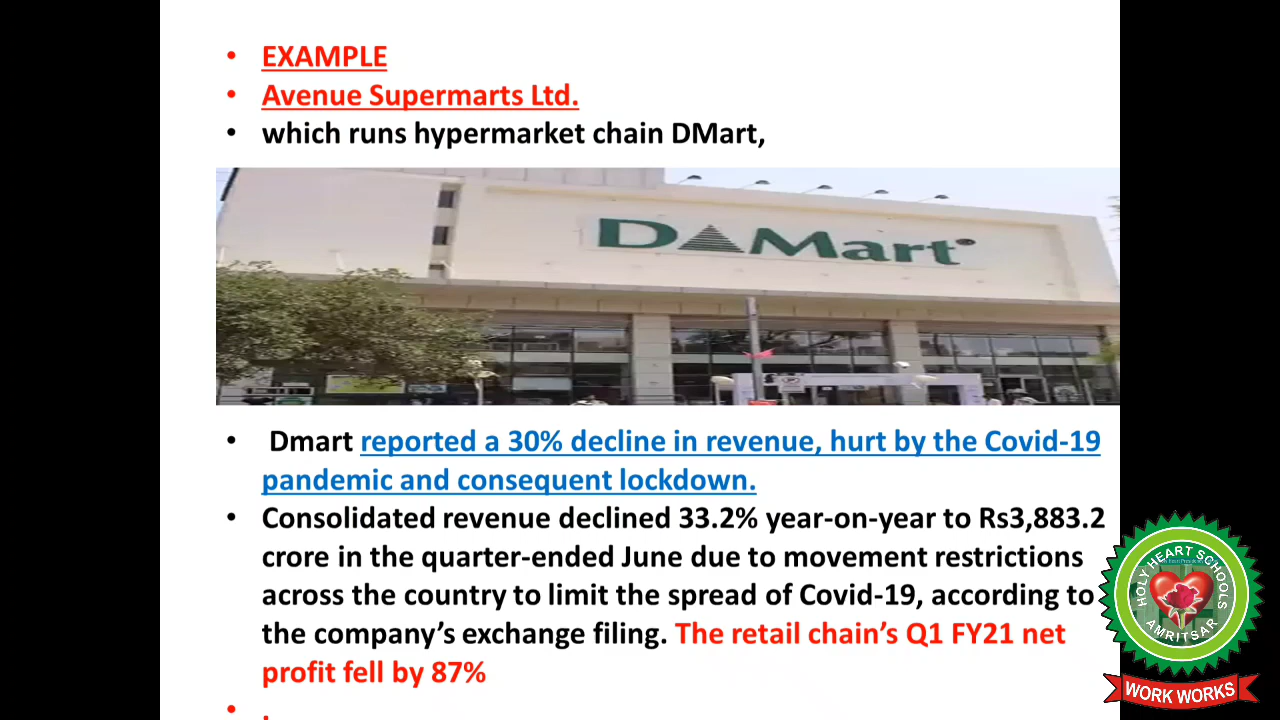 • EXAMPLE
• Avenue Supermarts Ltd.
• which runs hypermarket chain DMart,
D Mart
• Dmart reported a 30% decline in revenue, hurt by the Covid-19
pandemic and consequent lockdown.
• Consolidated revenue declined 33.2% year-on-year to Rs3,883.2
crore in the quarter-ended June due to movement restrictions
across the country to limit the spread of Covid-19, according to
the company’s exchange filing. The retail chain’s Q1 FY21 net
profit fell by 87%
• .
HOLY HEART SCHOOLS
AMRITSAR
WORK WORKS